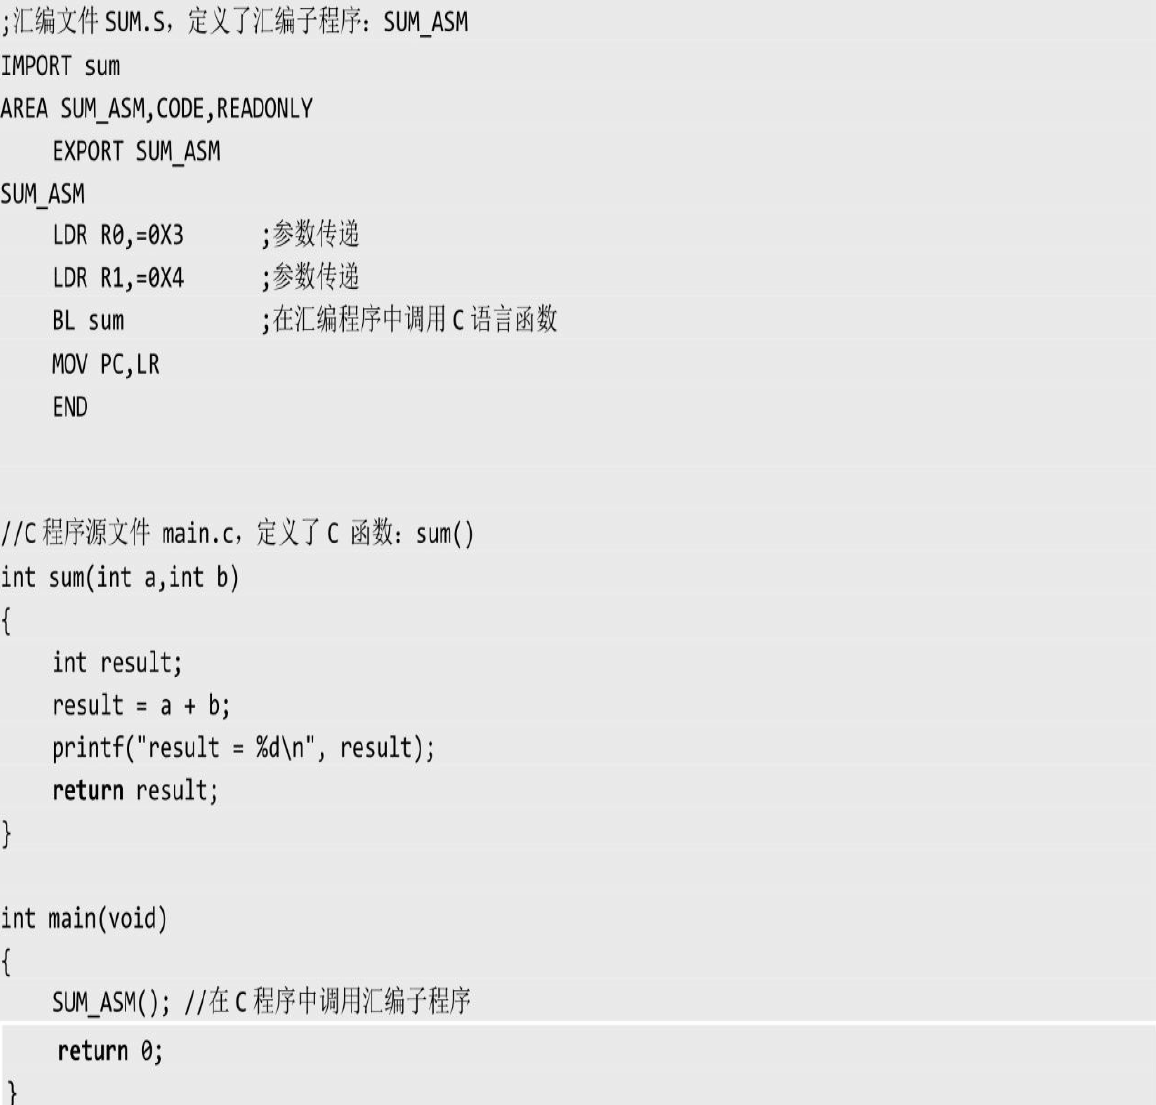 ;汇编文件 SUM.S，定义了汇编子程序：SUM_ASM
IMPORT sum
AREA SUM_ASM,CODE,READONLY
    EXPORT SUM_ASM
SUM_ASM
    LDR R0,=0X3      ;参数传递
    LDR R1,=0X4      ;参数传递
    BL sum           ;在汇编程序中调用 C 语言函数
    MOV PC,LR
    END
//C 程序源文件 main.c，定义了 C 函数：sum()
int sum(int a,int b)
{
    int result;
    result = a + b;
    printf("result = %d\n", result);
    return result;
}
int main(void)
{
    SUM_ASM(); //在 C 程序中调用汇编子程序
    return 0;
}